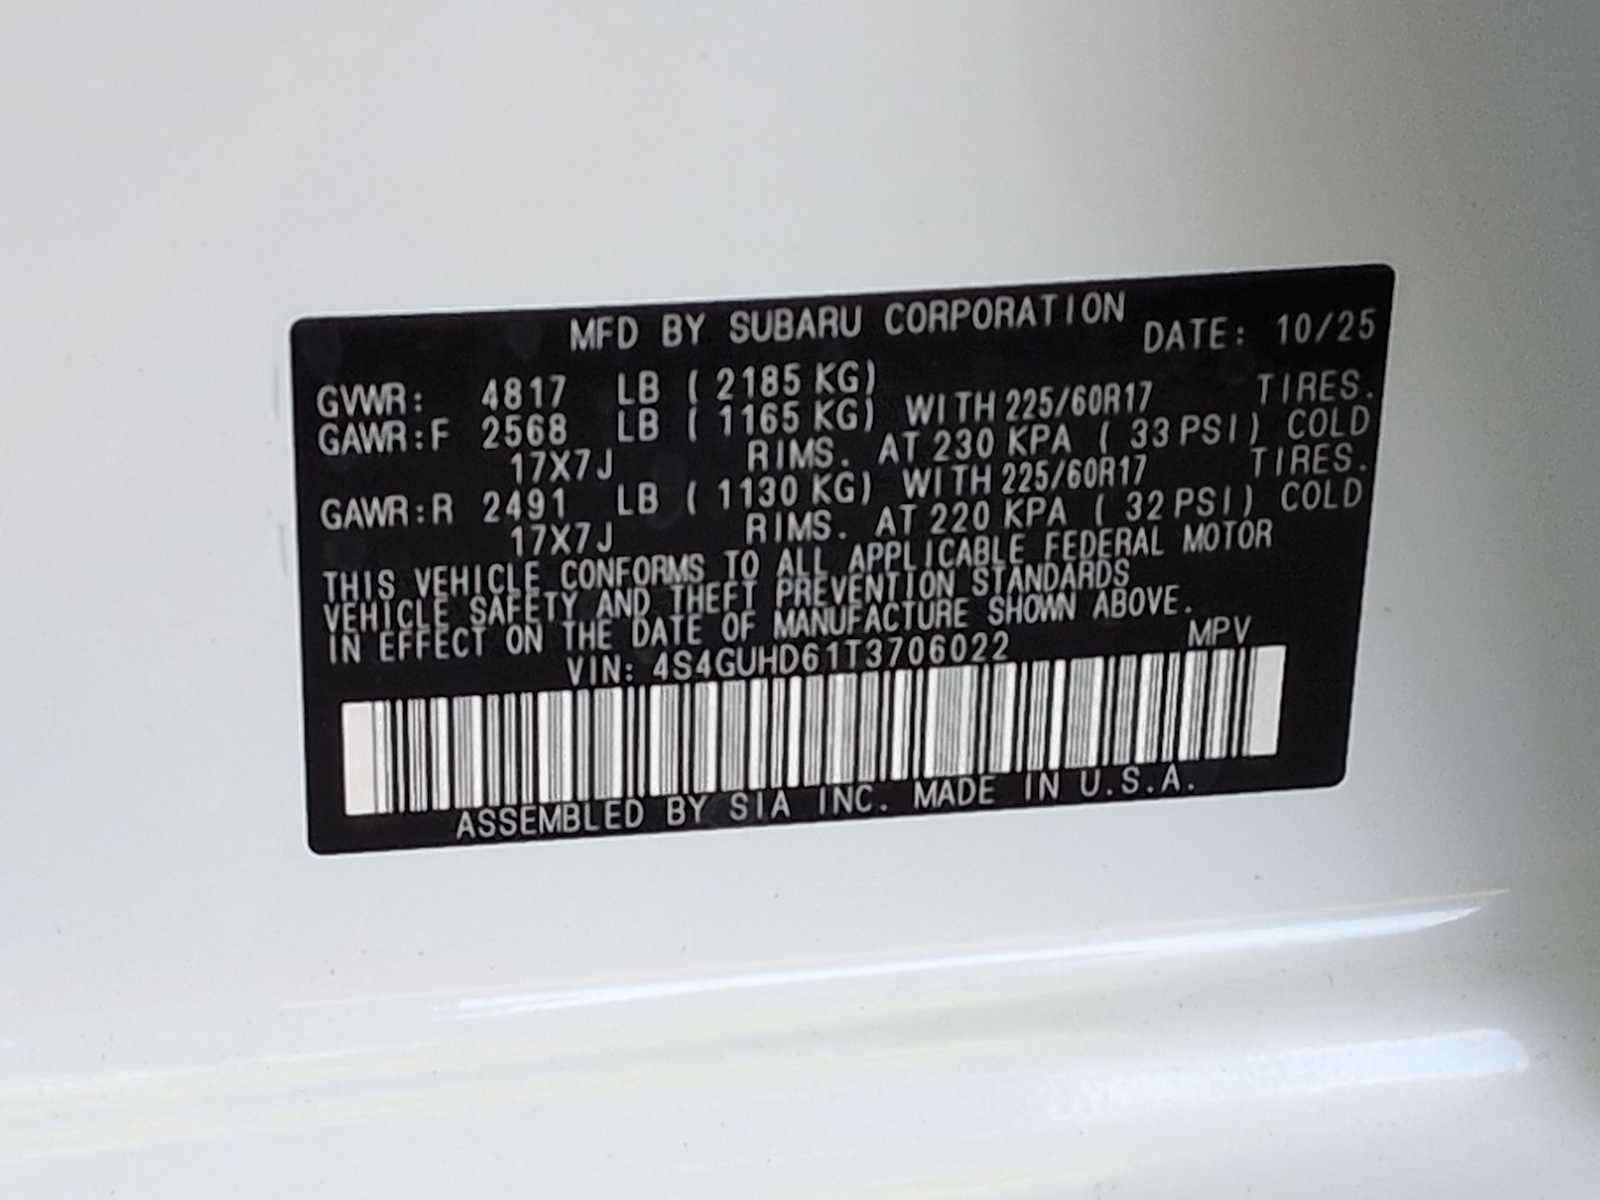 MFD BY SUBARU CORPORATION DATE: 10/25
GVWR: 4817 LB ( 2185 KG)
GAWR:F 2568 LB ( 1165 KG) WITH 225/60R17 TIRES.
17X7J RIMS. AT 230 KPA ( 33 PSI) COLD
GAWR:R 2491 LB ( 1130 KG) WITH 225/60R17 TIRES.
17X7J RIMS. AT 220 KPA ( 32 PSI) COLD
THIS VEHICLE CONFORMS TO ALL APPLICABLE FEDERAL MOTOR
VEHICLE SAFETY AND THEFT PREVENTION STANDARDS
IN EFFECT ON THE DATE OF MANUFACTURE SHOWN ABOVE.
VIN: 4S4GUHD61T3706022 MPV
ASSEMBLED BY SIA INC. MADE IN U.S.A.